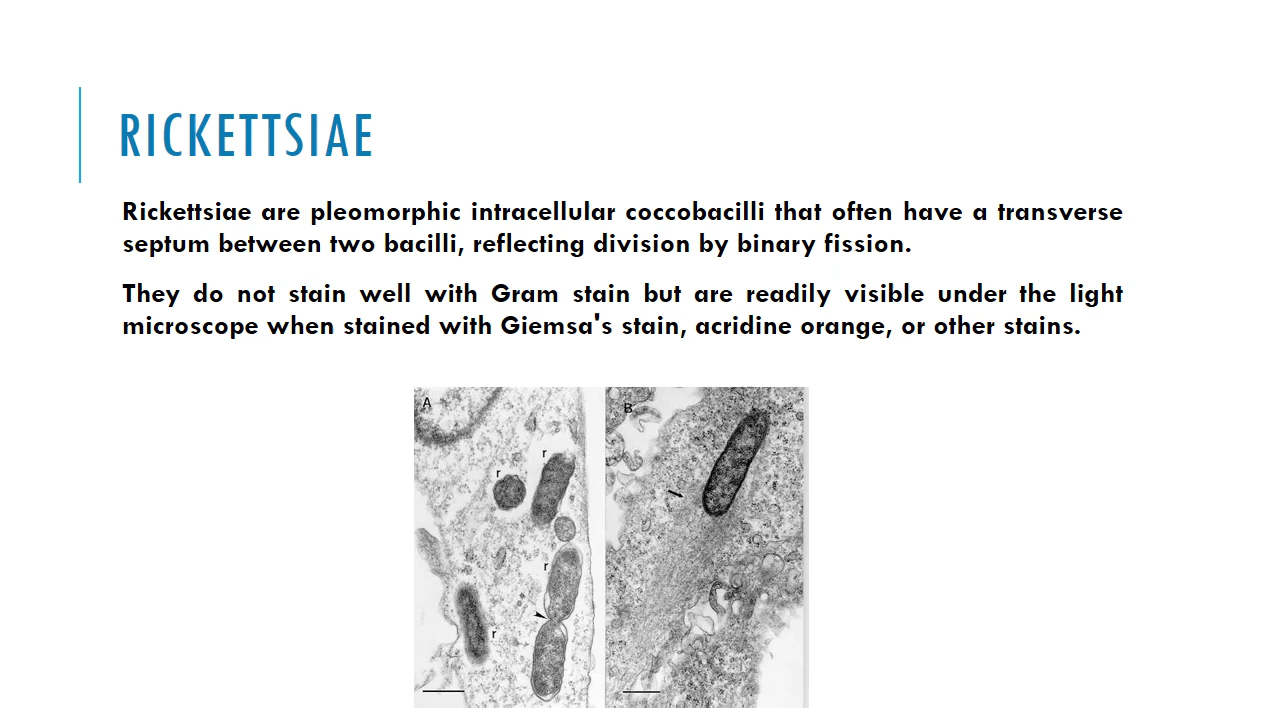 RICKETTSIAE
Rickettsiae are pleomorphic intracellular coccobacilli that often have a transverse
septum between two bacilli, reflecting division by binary fission.
They do not stain well with Gram stain but are readily visible under the light
microscope when stained with Giemsa's stain, acridine orange, or other stains.
A
B
r
r
r
r